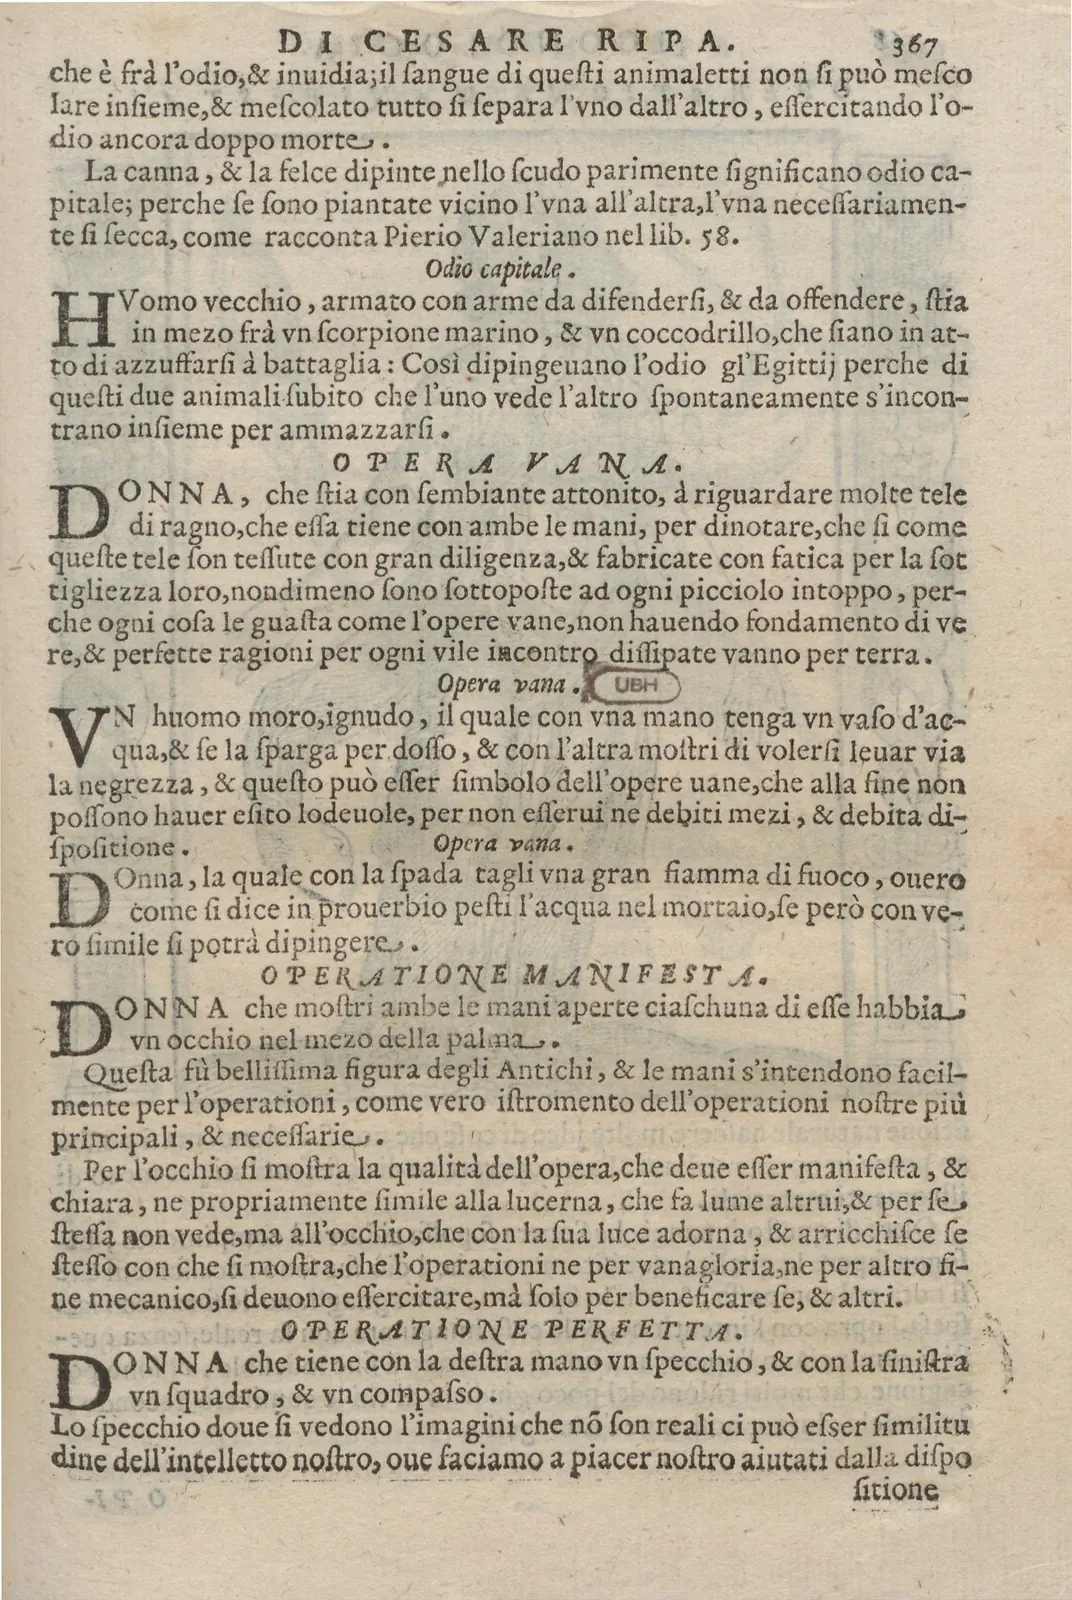 DI CESARE RIPA. 367
che è frà l'odio,& inuidia;il ſangue di queſti animaletti non ſi può meſco
lare inſieme,& meſcolato tutto ſi ſepara l'vno dall'altro, eſſercitando l'o-
dio ancora doppo morte.
La canna, & la felce dipinte nello ſcudo parimente ſignificano odio ca-
pitale; perche ſe ſono piantate vicino l'vna all'altra,l'vna neceſſariamen-
te ſi ſecca, come racconta Pierio Valeriano nel lib. 58.
Odio capitale.
HVomo vecchio, armato con arme da difenderſi, & da offendere, ſtia
in mezo frà vn ſcorpione marino, & vn coccodrillo,che ſiano in at-
to di azzuffarſi à battaglia: Così dipingeuano l'odio gl'Egittij perche di
queſti due animali ſubito che l'uno vede l'altro ſpontaneamente s'incon-
trano inſieme per ammazzarſi.
OPERA VANA.
DONNA, che ſtia con ſembiante attonito, à riguardare molte tele
di ragno,che eſſa tiene con ambe le mani, per dinotare,che ſi come
queſte tele ſon teſſute con gran diligenza,& fabricate con fatica per la ſot
tigliezza loro,nondimeno ſono ſottopoſte ad ogni picciolo intoppo, per-
che ogni coſa le guaſta come l'opere vane,non hauendo fondamento di ve
re,& perfette ragioni per ogni vile incontro diſſipate vanno per terra.
Opera vana. UBH
VN huomo moro,ignudo, il quale con vna mano tenga vn vaſo d'ac-
qua,& ſe la ſparga per doſſo, & con l'altra moſtri di volerſi leuar via
la negrezza, & queſto può eſſer ſimbolo dell'opere uane,che alla fine non
poſſono hauer eſito lodeuole, per non eſſerui ne debiti mezi, & debita di-
ſpoſitione. Opera vana.
DOnna, la quale con la ſpada tagli vna gran fiamma di fuoco, ouero
come ſi dice in prouerbio peſti l'acqua nel mortaio,ſe però con ve-
ro ſimile ſi potrà dipingere.
OPERATIONE MANIFESTA.
DONNA che moſtri ambe le mani aperte ciaſchuna di eſſe habbia
vn occhio nel mezo della palma.
Queſta fù belliſſima figura degli Antichi, & le mani s'intendono facil-
mente per l'operationi, come vero iſtromento dell'operationi noſtre più
principali, & neceſſarie.
Per l'occhio ſi moſtra la qualità dell'opera,che deue eſſer manifeſta, &
chiara, ne propriamente ſimile alla lucerna, che fa lume altrui,& per ſe
ſteſſa non vede,ma all'occhio,che con la ſua luce adorna, & arricchiſce ſe
ſteſſo con che ſi moſtra,che l'operationi ne per vanagloria,ne per altro fi-
ne mecanico,ſi deuono eſſercitare,mà ſolo per beneficare ſe, & altri.
OPERATIONE PERFETTA.
DONNA che tiene con la deſtra mano vn ſpecchio, & con la ſiniſtra
vn ſquadro, & vn compaſſo.
Lo ſpecchio doue ſi vedono l'imagini che nõ ſon reali ci può eſſer ſimilitu
dine dell'intelletto noſtro, oue faciamo a piacer noſtro aiutati dalla diſpo
ſitione